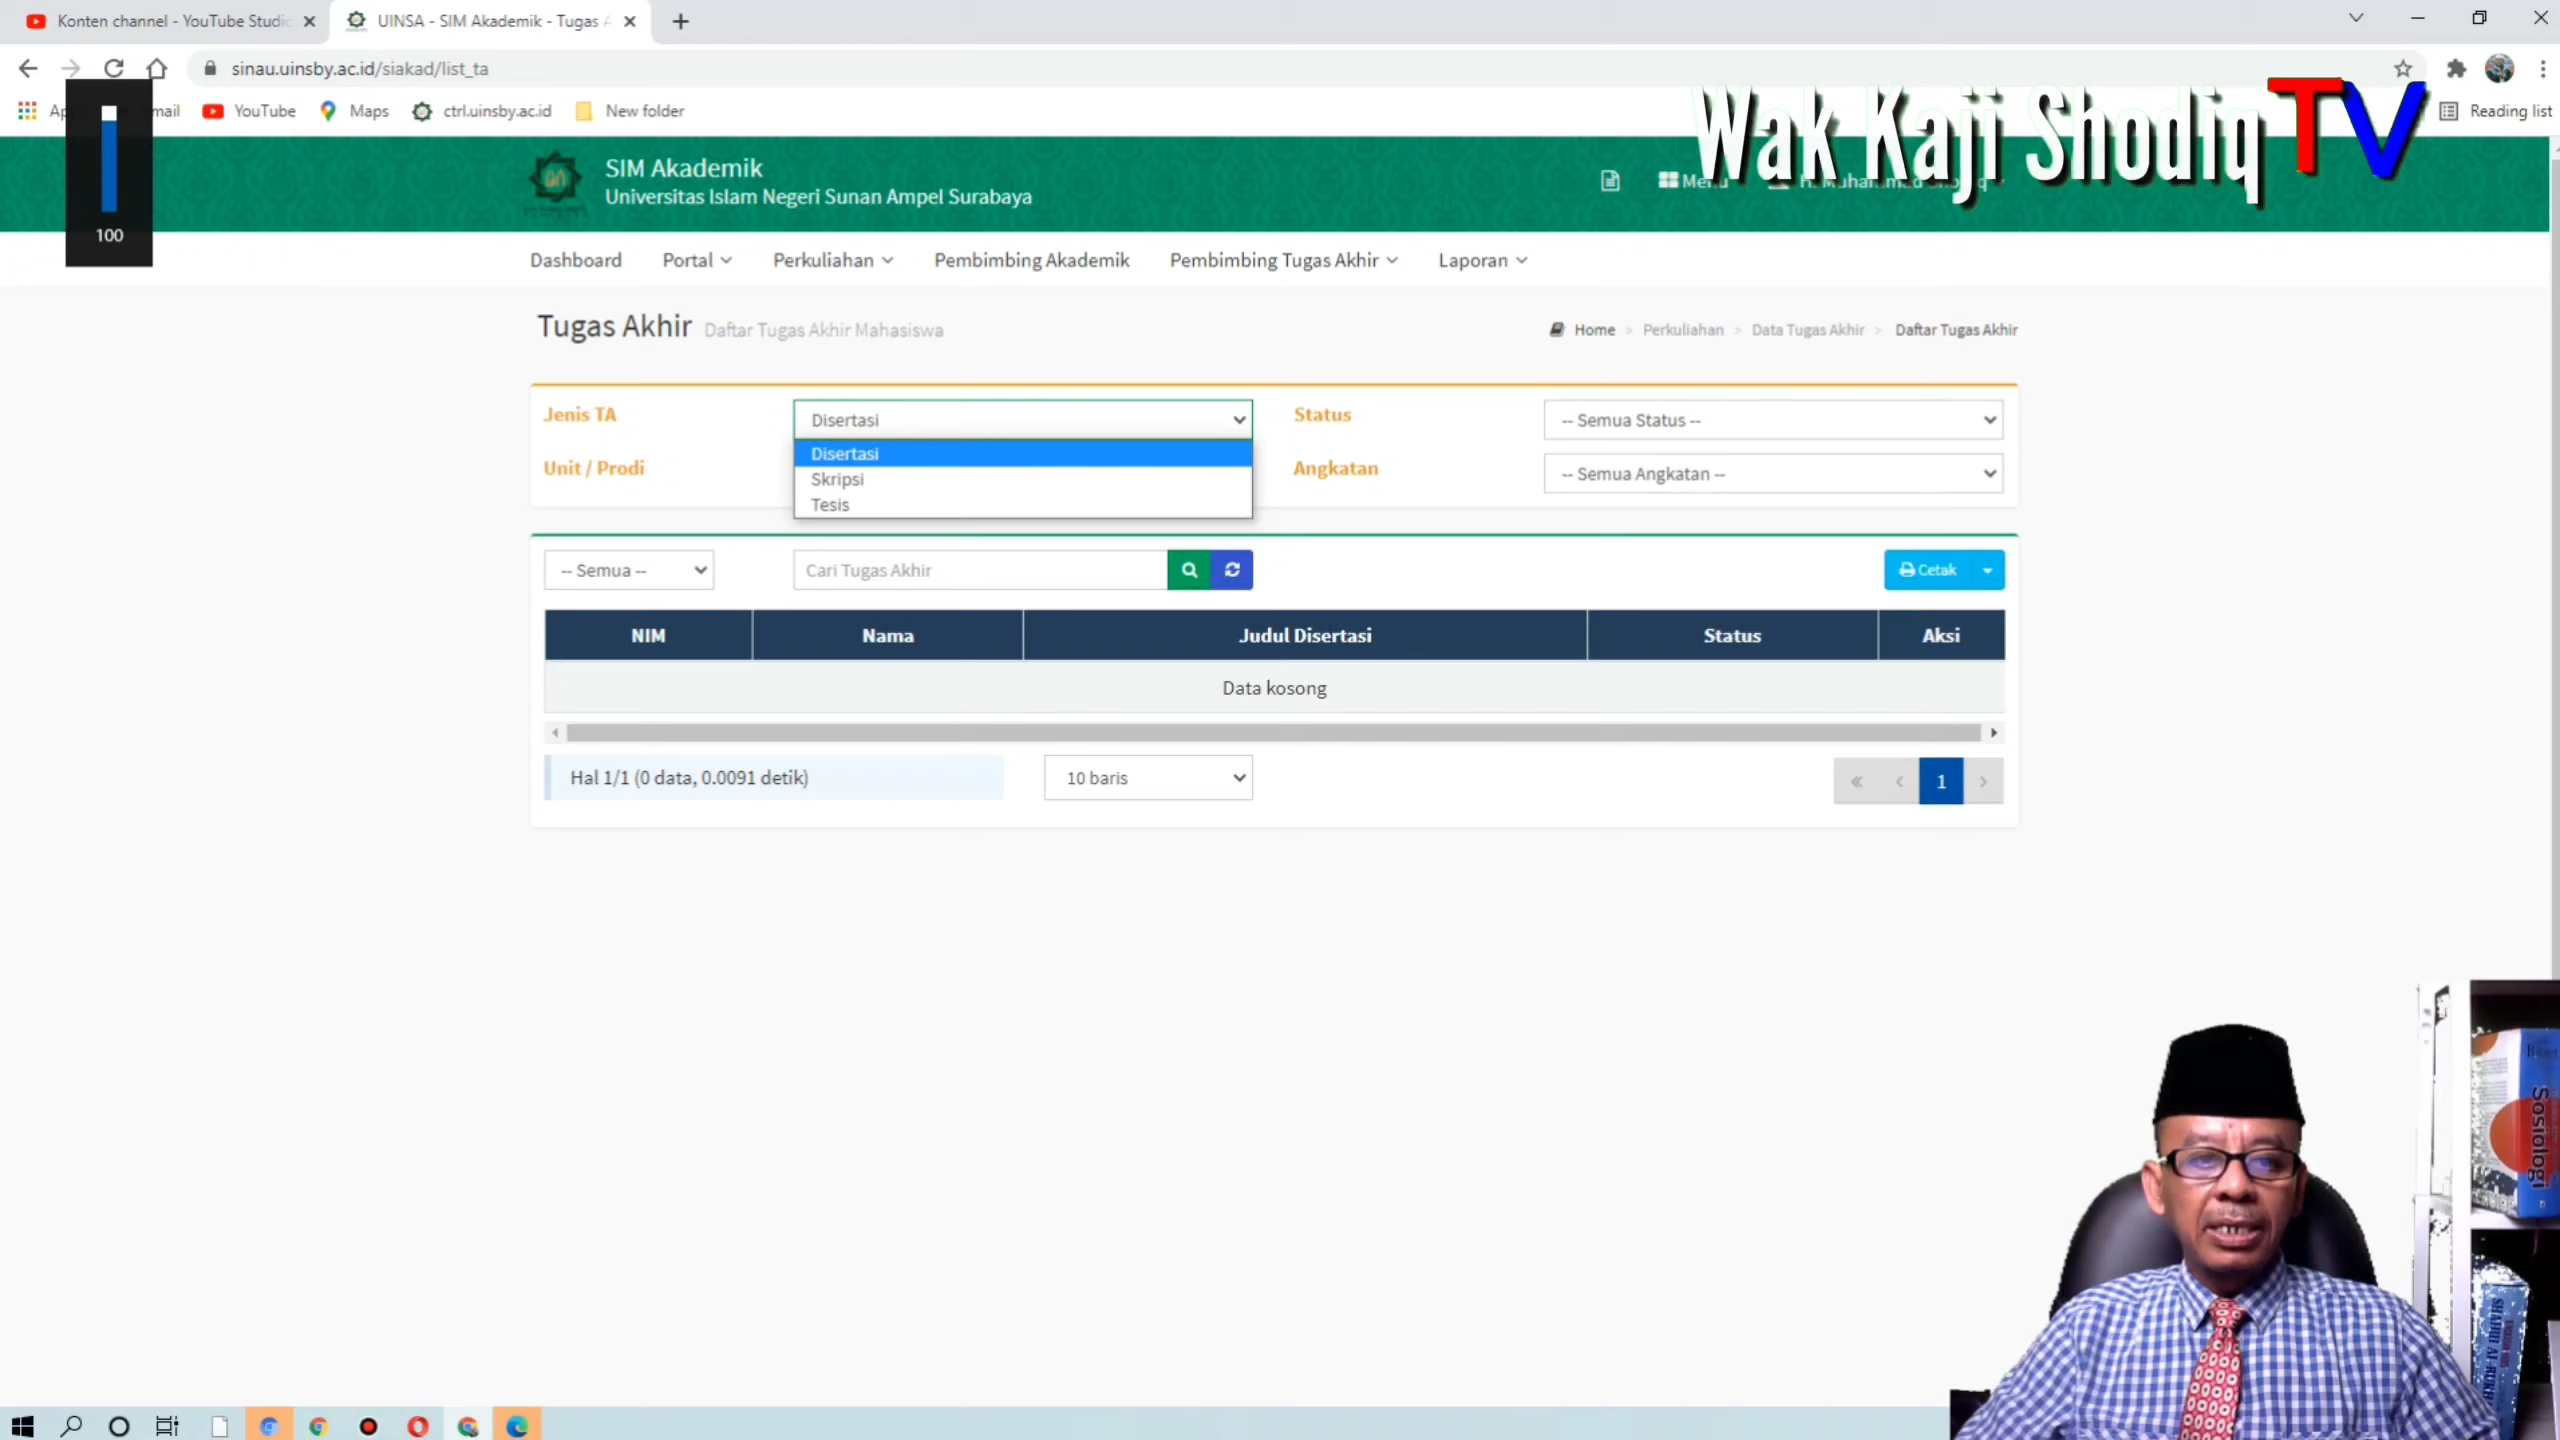 Konten channel - YouTube Studio
UINSA - SIM Akademik - Tugas A
sinau.uinsby.ac.id/siakad/list_ta
YouTube
Maps
ctrl.uinsby.ac.id
New folder
Reading list
100
Wak Kaji Shodiq TV
SIM Akademik
Universitas Islam Negeri Sunan Ampel Surabaya
Menu
H. Muhammad Shodiq
Dashboard
Portal
Perkuliahan
Pembimbing Akademik
Pembimbing Tugas Akhir
Laporan
Tugas Akhir Daftar Tugas Akhir Mahasiswa
Home > Perkuliahan > Data Tugas Akhir > Daftar Tugas Akhir
Jenis TA
Disertasi
Status
-- Semua Status --
Disertasi
Skripsi
Tesis
Unit / Prodi
Angkatan
-- Semua Angkatan --
-- Semua --
Cari Tugas Akhir
Cetak
NIM
Nama
Judul Disertasi
Status
Aksi
Data kosong
Hal 1/1 (0 data, 0.0091 detik)
10 baris
« ‹ 1 ›
Sosiologi